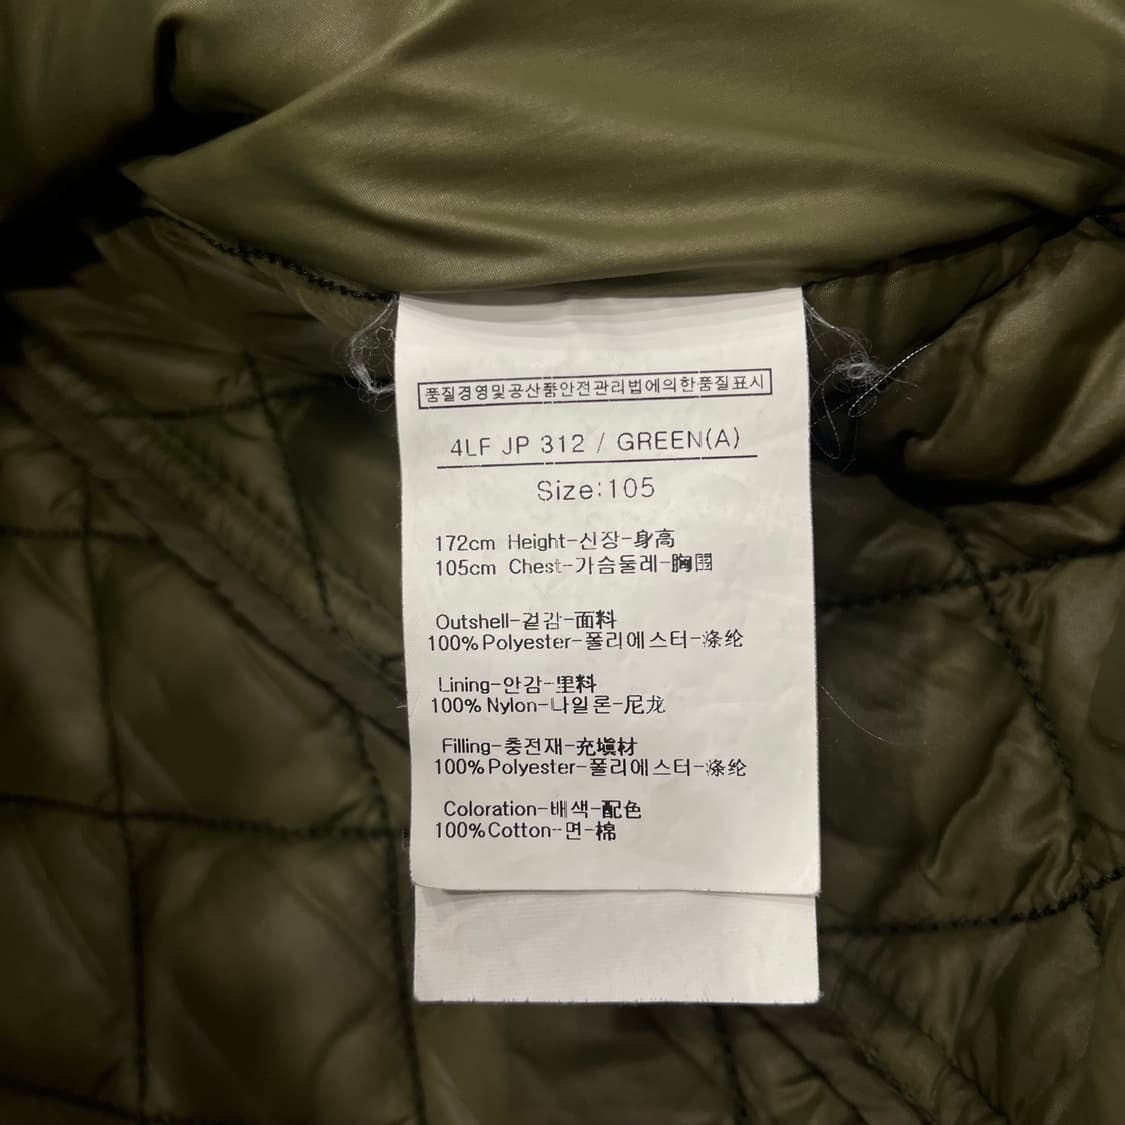 품질경영및공산품안전관리법에의한품질표시
4LF JP 312 / GREEN(A)
Size:105
172cm Height-신장-身高
105cm Chest-가슴둘레-胸围
Outshell-겉감-面料
100% Polyester-폴리에스터-涤纶
Lining-안감-里料
100% Nylon-나일론-尼龙
Filling-충전재-充塡材
100% Polyester-폴리에스터-涤纶
Coloration-배색-配色
100% Cotton--면-棉